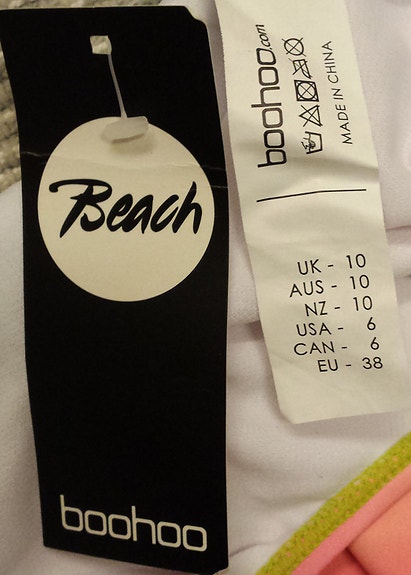 Beach
boohoo
boohoo.com
MADE IN CHINA
UK - 10
AUS - 10
NZ - 10
USA - 6
CAN - 6
EU - 38